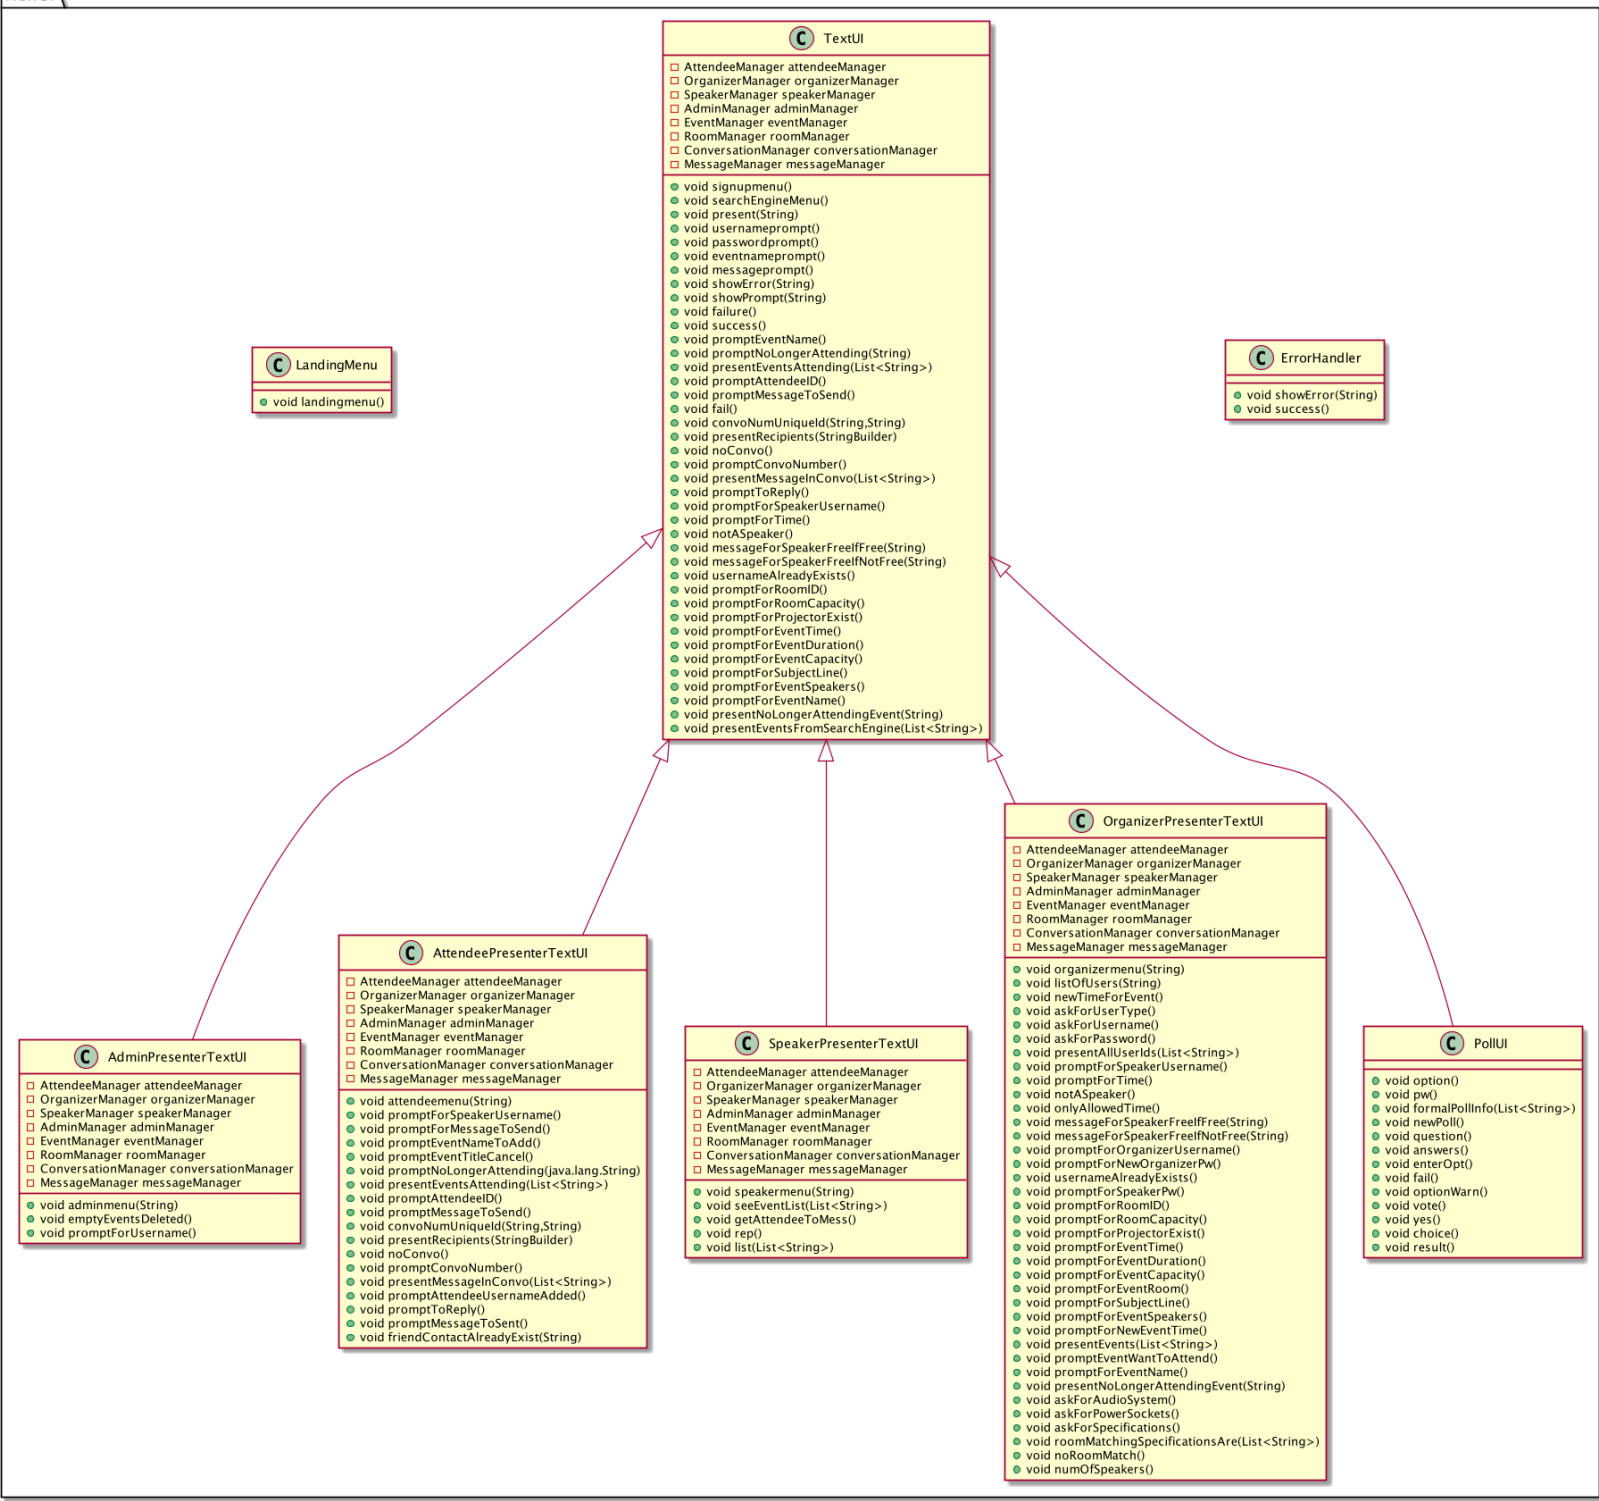 C TextUI
AttendeeManager attendeeManager
OrganizerManager organizerManager
SpeakerManager speakerManager
AdminManager adminManager
EventManager eventManager
RoomManager roomManager
ConversationManager conversationManager
MessageManager messageManager
void signupmenu()
void searchEngineMenu()
void present(String)
void usernameprompt()
void passwordprompt()
void eventnameprompt()
void messageprompt()
void showError(String)
void showPrompt(String)
void failure()
void success()
void promptEventName()
void promptNoLongerAttending(String)
void presentEventsAttending(List<String>)
void promptAttendeeID()
void promptMessageToSend()
void fail()
void convoNumUniqueId(String,String)
void presentRecipients(StringBuilder)
void noConvo()
void promptConvoNumber()
void presentMessageInConvo(List<String>)
void promptToReply()
void promptForSpeakerUsername()
void promptForTime()
void notASpeaker()
void messageForSpeakerFreeIfFree(String)
void messageForSpeakerFreeIfNotFree(String)
void usernameAlreadyExists()
void promptForRoomID()
void promptForRoomCapacity()
void promptForProjectorExist()
void promptForEventTime()
void promptForEventDuration()
void promptForEventCapacity()
void promptForSubjectLine()
void promptForEventSpeakers()
void promptForEventName()
void presentNoLongerAttendingEvent(String)
void presentEventsFromSearchEngine(List<String>)
C LandingMenu
void landingmenu()
C ErrorHandler
void showError(String)
void success()
C AdminPresenterTextUI
AttendeeManager attendeeManager
OrganizerManager organizerManager
SpeakerManager speakerManager
AdminManager adminManager
EventManager eventManager
RoomManager roomManager
ConversationManager conversationManager
MessageManager messageManager
void adminmenu(String)
void emptyEventsDeleted()
void promptForUsername()
C AttendeePresenterTextUI
AttendeeManager attendeeManager
OrganizerManager organizerManager
SpeakerManager speakerManager
AdminManager adminManager
EventManager eventManager
RoomManager roomManager
ConversationManager conversationManager
MessageManager messageManager
void attendeemenu(String)
void promptForSpeakerUsername()
void promptForMessageToSend()
void promptEventNameToAdd()
void promptEventTitleCancel()
void promptNoLongerAttending(java.lang.String)
void presentEventsAttending(List<String>)
void promptAttendeeID()
void promptMessageToSend()
void convoNumUniqueId(String,String)
void presentRecipients(StringBuilder)
void noConvo()
void promptConvoNumber()
void presentMessageInConvo(List<String>)
void promptAttendeeUsernameAdded()
void promptToReply()
void promptMessageToSent()
void friendContactAlreadyExist(String)
C SpeakerPresenterTextUI
AttendeeManager attendeeManager
OrganizerManager organizerManager
SpeakerManager speakerManager
AdminManager adminManager
EventManager eventManager
RoomManager roomManager
ConversationManager conversationManager
MessageManager messageManager
void speakermenu(String)
void seeEventList(List<String>)
void getAttendeeToMess()
void rep()
void list(List<String>)
C OrganizerPresenterTextUI
AttendeeManager attendeeManager
OrganizerManager organizerManager
SpeakerManager speakerManager
AdminManager adminManager
EventManager eventManager
RoomManager roomManager
ConversationManager conversationManager
MessageManager messageManager
void organizermenu(String)
void listOfUsers(String)
void newTimeForEvent()
void askForUserType()
void askForUsername()
void askForPassword()
void presentAllUserIds(List<String>)
void promptForSpeakerUsername()
void promptForTime()
void notASpeaker()
void onlyAllowedTime()
void messageForSpeakerFreeIfFree(String)
void messageForSpeakerFreeIfNotFree(String)
void promptForOrganizerUsername()
void promptForNewOrganizerPw()
void usernameAlreadyExists()
void promptForSpeakerPw()
void promptForRoomID()
void promptForRoomCapacity()
void promptForProjectorExist()
void promptForEventTime()
void promptForEventDuration()
void promptForEventCapacity()
void promptForEventRoom()
void promptForSubjectLine()
void promptForEventSpeakers()
void promptForNewEventTime()
void presentEvents(List<String>)
void promptEventWantToAttend()
void promptForEventName()
void presentNoLongerAttendingEvent(String)
void askForAudioSystem()
void askForPowerSockets()
void askForSpecifications()
void roomMatchingSpecificationsAre(List<String>)
void noRoomMatch()
void numOfSpeakers()
C PollUI
void option()
void pw()
void formalPollInfo(List<String>)
void newPoll()
void question()
void answers()
void enterOpt()
void fail()
void optionWarn()
void vote()
void yes()
void choice()
void result()